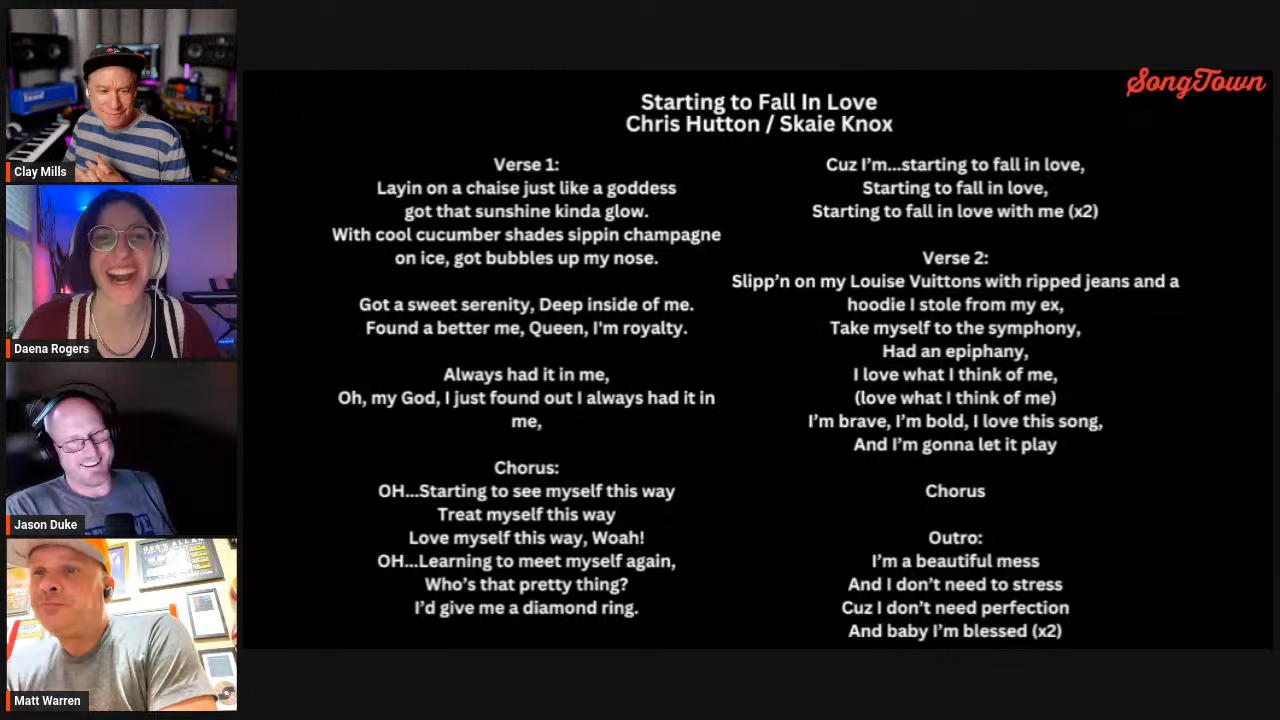 Clay Mills
Daena Rogers
Jason Duke
Matt Warren
SongTown
Starting to Fall In Love
Chris Hutton / Skaie Knox
Verse 1:
Layin on a chaise just like a goddess
got that sunshine kinda glow.
With cool cucumber shades sippin champagne
on ice, got bubbles up my nose.
Got a sweet serenity, Deep inside of me.
Found a better me, Queen, I'm royalty.
Always had it in me,
Oh, my God, I just found out I always had it in
me,
Chorus:
OH...Starting to see myself this way
Treat myself this way
Love myself this way, Woah!
OH...Learning to meet myself again,
Who's that pretty thing?
I'd give me a diamond ring.
Cuz I'm...starting to fall in love,
Starting to fall in love,
Starting to fall in love with me (x2)
Verse 2:
Slipp'n on my Louise Vuittons with ripped jeans and a
hoodie I stole from my ex,
Take myself to the symphony,
Had an epiphany,
I love what I think of me,
(love what I think of me)
I'm brave, I'm bold, I love this song,
And I'm gonna let it play
Chorus
Outro:
I'm a beautiful mess
And I don't need to stress
Cuz I don't need perfection
And baby I'm blessed (x2)